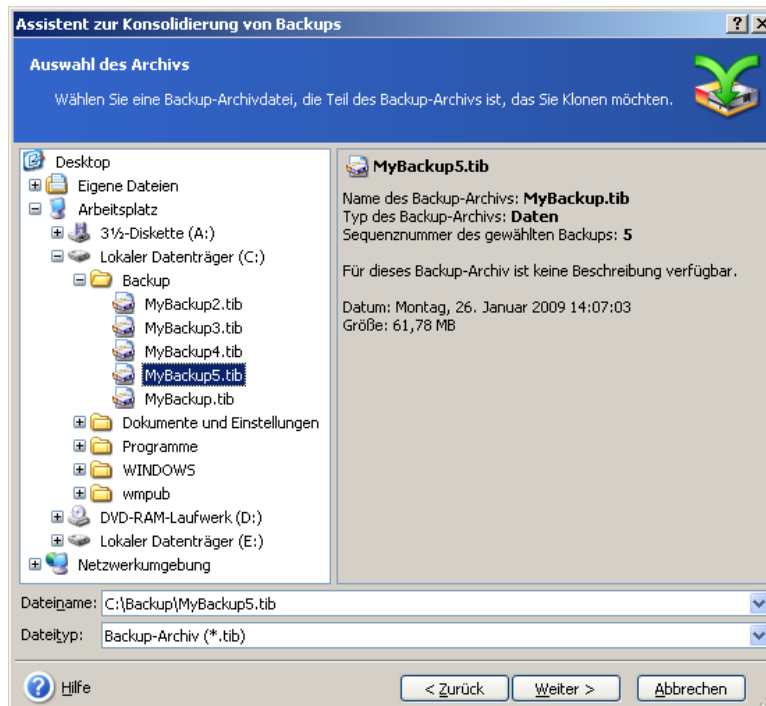 Assistent zur Konsolidierung von Backups
Auswahl des Archivs
Wählen Sie eine Backup-Archivdatei, die Teil des Backup-Archivs ist, das Sie Klonen möchten.
Desktop
Eigene Dateien
Arbeitsplatz
3½-Diskette (A:)
Lokaler Datenträger (C:)
Backup
MyBackup2.tib
MyBackup3.tib
MyBackup4.tib
MyBackup5.tib
MyBackup.tib
Dokumente und Einstellungen
Programme
WINDOWS
wmpub
DVD-RAM-Laufwerk (D:)
Lokaler Datenträger (E:)
Netzwerkumgebung
MyBackup5.tib
Name des Backup-Archivs: MyBackup.tib
Typ des Backup-Archivs: Daten
Sequenznummer des gewählten Backups: 5
Für dieses Backup-Archiv ist keine Beschreibung verfügbar.
Datum: Montag, 26. Januar 2009 14:07:03
Größe: 61,78 MB
Dateiname: C:\Backup\MyBackup5.tib
Dateityp: Backup-Archiv (*.tib)
Hilfe
< Zurück
Weiter >
Abbrechen